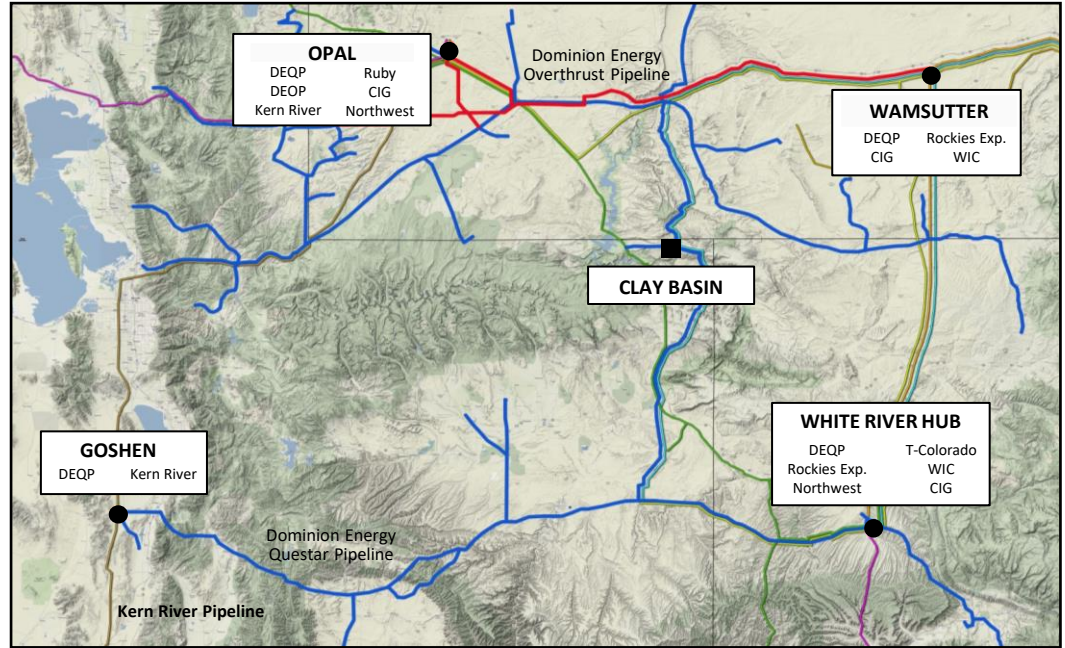 OPAL
DEQP Ruby
DEOP CIG
Kern River Northwest
Dominion Energy
Overthrust Pipeline
WAMSUTTER
DEQP Rockies Exp.
CIG WIC
CLAY BASIN
WHITE RIVER HUB
DEQP T-Colorado
Rockies Exp. WIC
Northwest CIG
GOSHEN
DEQP Kern River
Dominion Energy
Questar Pipeline
Kern River Pipeline